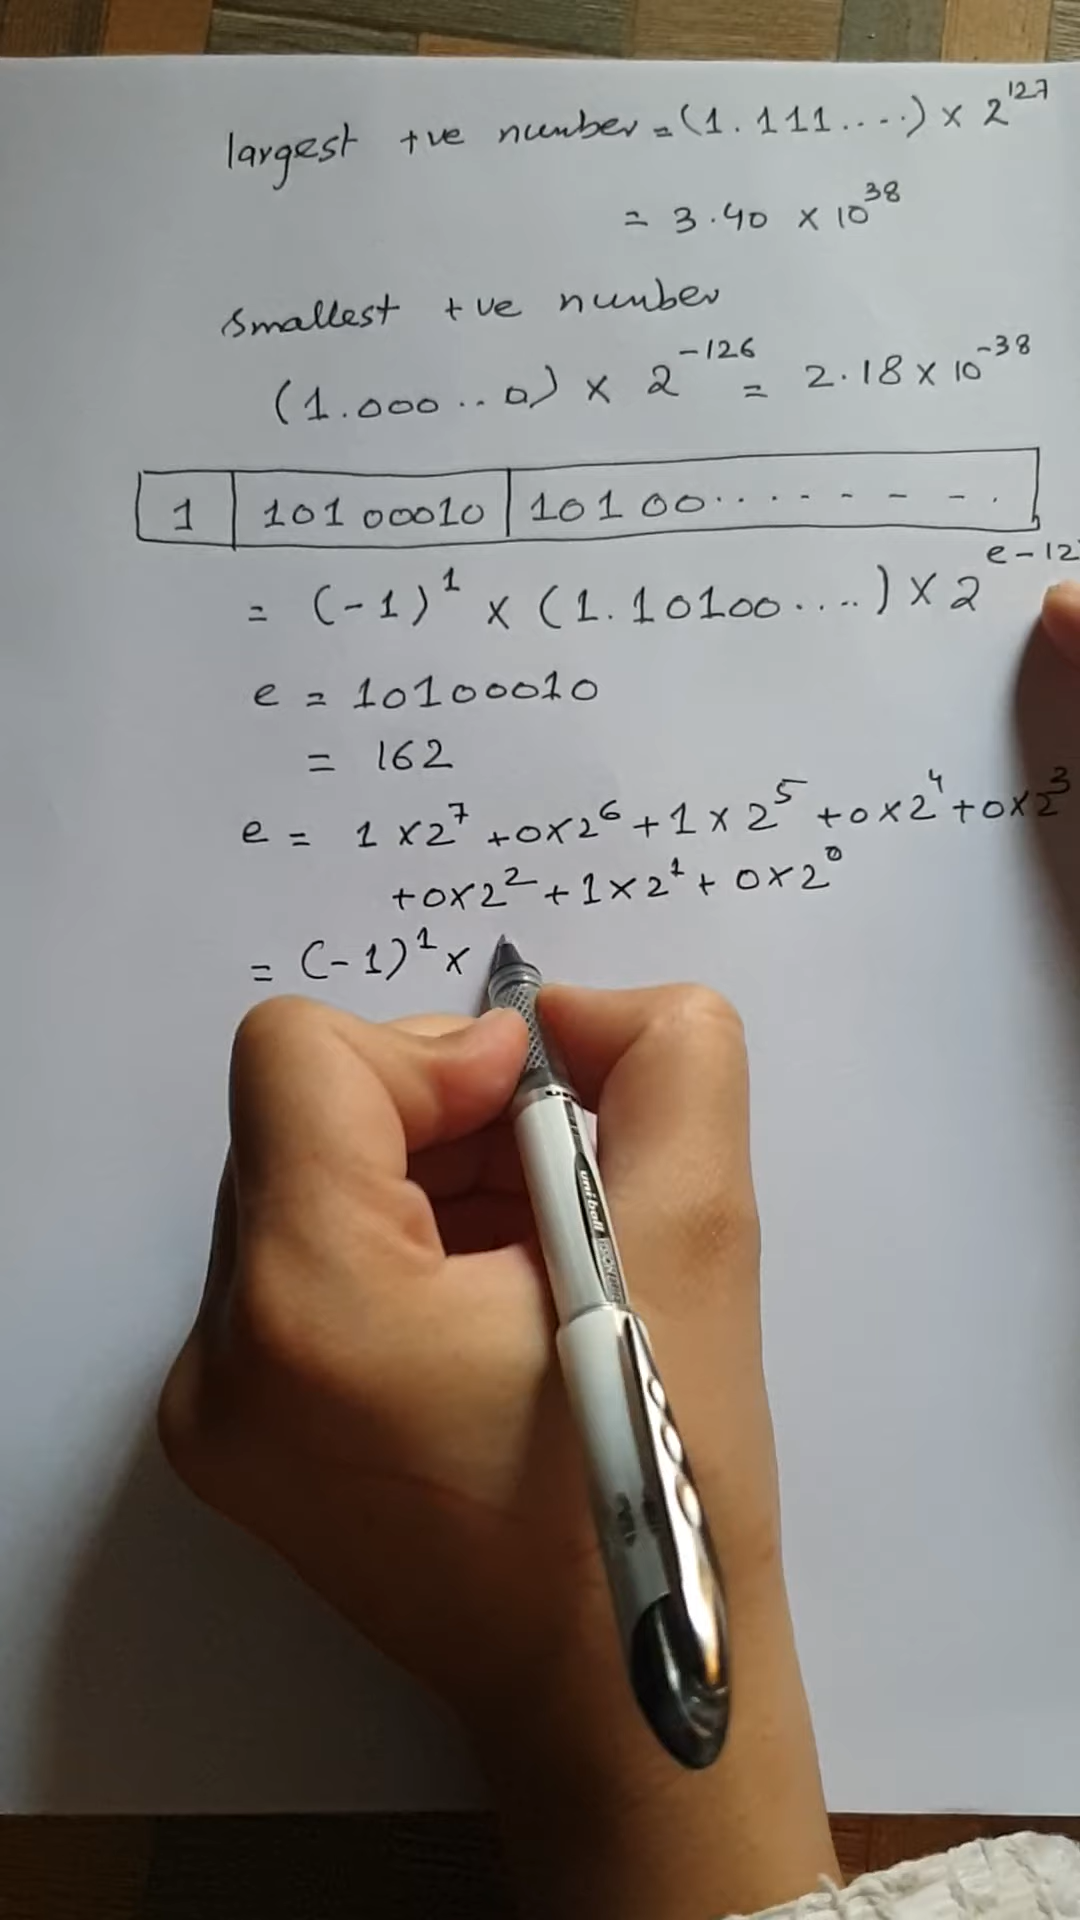 largest +ve number = (1.111....) × 2^127
= 3.40 × 10^38
smallest +ve number
(1.000..0) × 2^-126 = 2.18 × 10^-38
1 | 10100010 | 10100.........
= (-1)^1 × (1.10100....) × 2^e-12
e = 10100010
= 162
e = 1×2^7 + 0×2^6 + 1×2^5 + 0×2^4 + 0×2^3
+ 0×2^2 + 1×2^1 + 0×2^0
= (-1)^1 ×
uniball